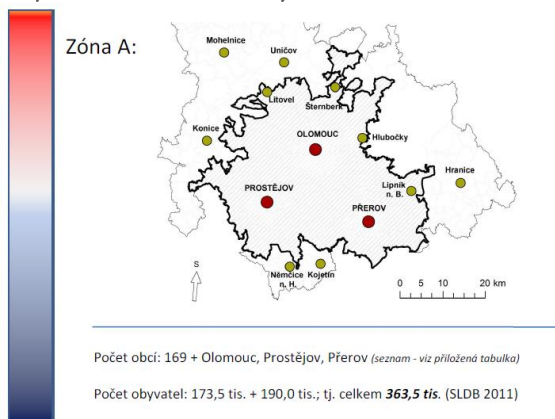 Zóna A:
Mohelnice
Uničov
Litovel
Šternberk
Konice
OLOMOUC
Hlubočky
Hranice
Lipník
n. B.
PROSTĚJOV
PŘEROV
S
Němčice
n. H.
Kojetín
0 5 10 20 km
Počet obcí: 169 + Olomouc, Prostějov, Přerov (seznam - viz přiložená tabulka)
Počet obyvatel: 173,5 tis. + 190,0 tis.; tj. celkem 363,5 tis. (SLDB 2011)